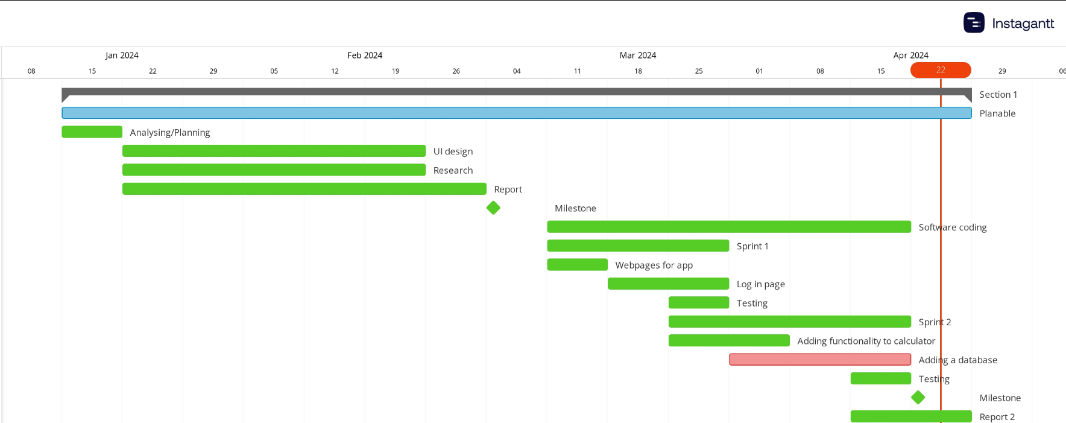 Instagantt
Jan 2024 Feb 2024 Mar 2024 Apr 2024
08 15 22 29 05 12 19 26 04 11 18 25 01 08 15 22 29 06
Section 1
Planable
Analysing/Planning
UI design
Research
Report
Milestone
Software coding
Sprint 1
Webpages for app
Log in page
Testing
Sprint 2
Adding functionality to calculator
Adding a database
Testing
Milestone
Report 2